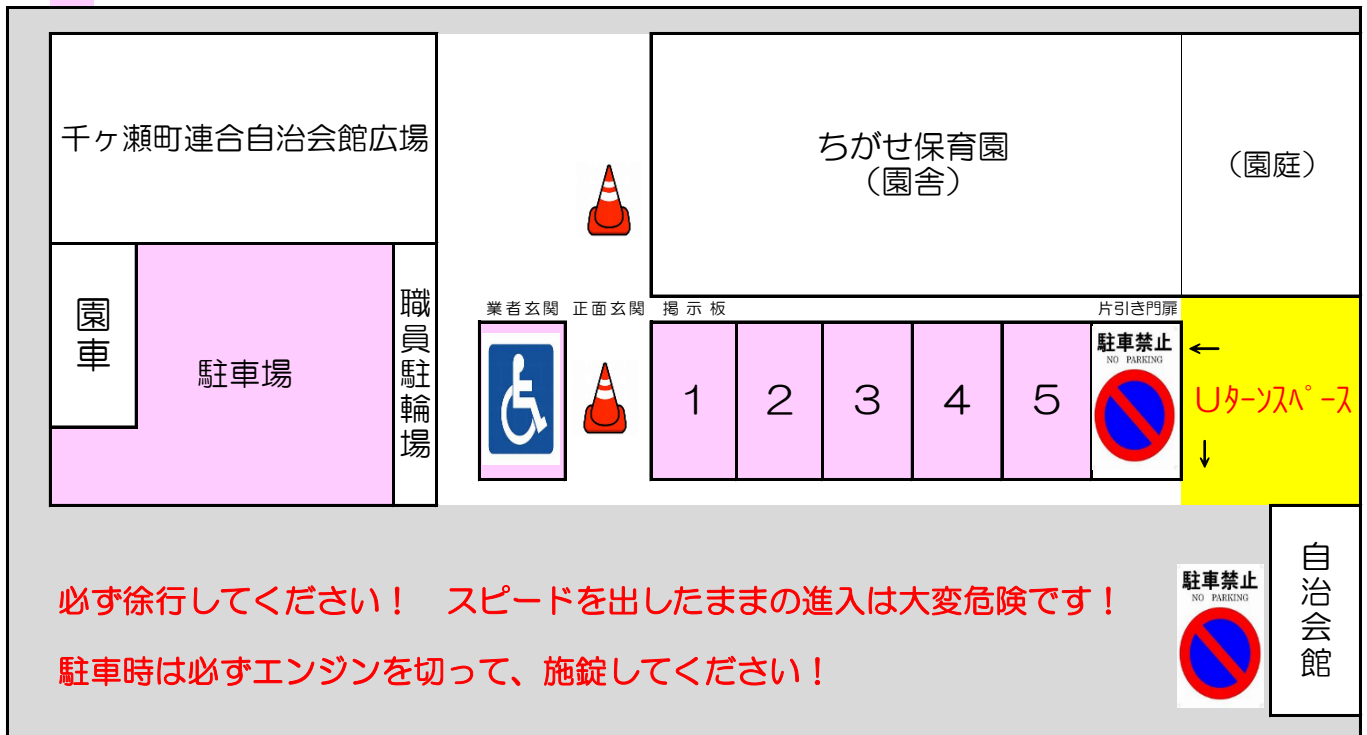 千ヶ瀬町連合自治会館広場
ちがせ保育園
（園舎）
（園庭）
園車
駐車場
職員駐輪場
業者玄関
正面玄関
掲示板
片引き門扉
1
2
3
4
5
駐車禁止
NO PARKING
←
Uﾀｰﾝｽﾍﾟｰｽ
↓
必ず徐行してください！　スピードを出したままの進入は大変危険です！
駐車時は必ずエンジンを切って、施錠してください！
駐車禁止
NO PARKING
自治会館